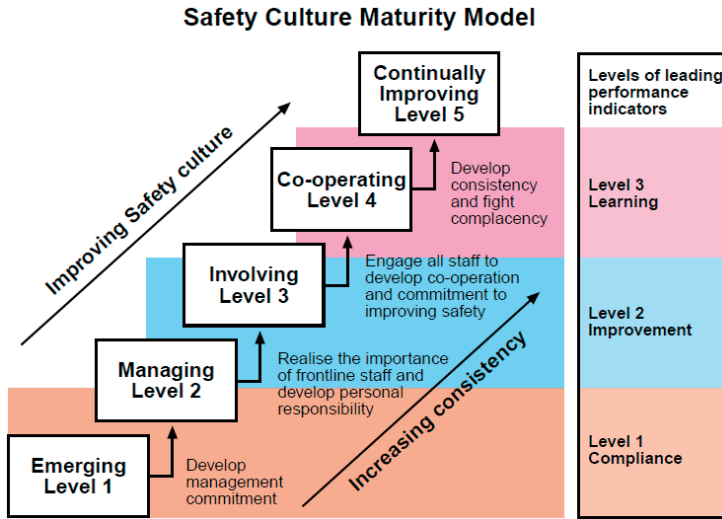 Safety Culture Maturity Model
Continually
Improving
Level 5
Levels of leading
performance
indicators
Improving Safety culture
Co-operating
Level 4
Develop
consistency
and fight
complacency
Level 3
Learning
Involving
Level 3
Engage all staff to
develop co-operation
and commitment to
improving safety
Level 2
Improvement
Managing
Level 2
Realise the importance
of frontline staff and
develop personal
responsibility
Increasing consistency
Emerging
Level 1
Develop
management
commitment
Level 1
Compliance